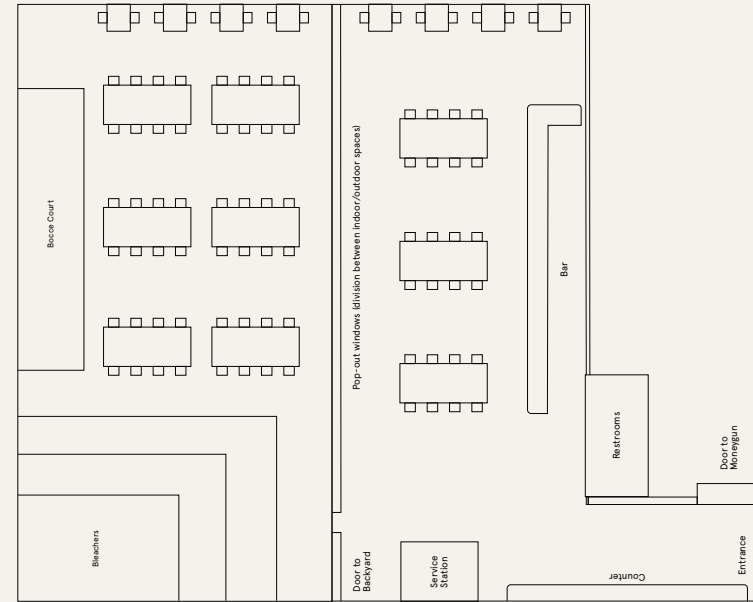 Bocce Court
Pop-out windows (division between indoor/outdoor spaces)
Bar
Restrooms
Door to
Moneygun
Bleachers
Door to
Backyard
Service
Station
Counter
Entrance